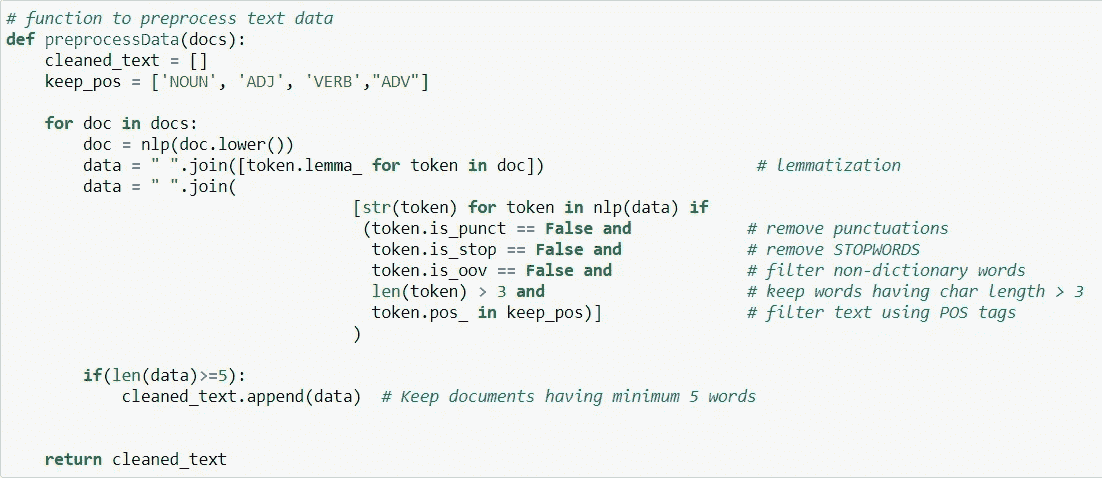 # function to preprocess text data
def preprocessData(docs):
    cleaned_text = []
    keep_pos = ['NOUN', 'ADJ', 'VERB',"ADV"]

    for doc in docs:
        doc = nlp(doc.lower())
        data = " ".join([token.lemma_ for token in doc])                      # lemmatization
        data = " ".join(
                                    [str(token) for token in nlp(data) if
                                     (token.is_punct == False and            # remove punctuations
                                      token.is_stop == False and             # remove STOPWORDS
                                      token.is_oov == False and              # filter non-dictionary words
                                      len(token) > 3 and                     # keep words having char length > 3
                                      token.pos_ in keep_pos)]               # filter text using POS tags
                                    )

        if(len(data)>=5):
            cleaned_text.append(data)  # Keep documents having minimum 5 words


    return cleaned_text